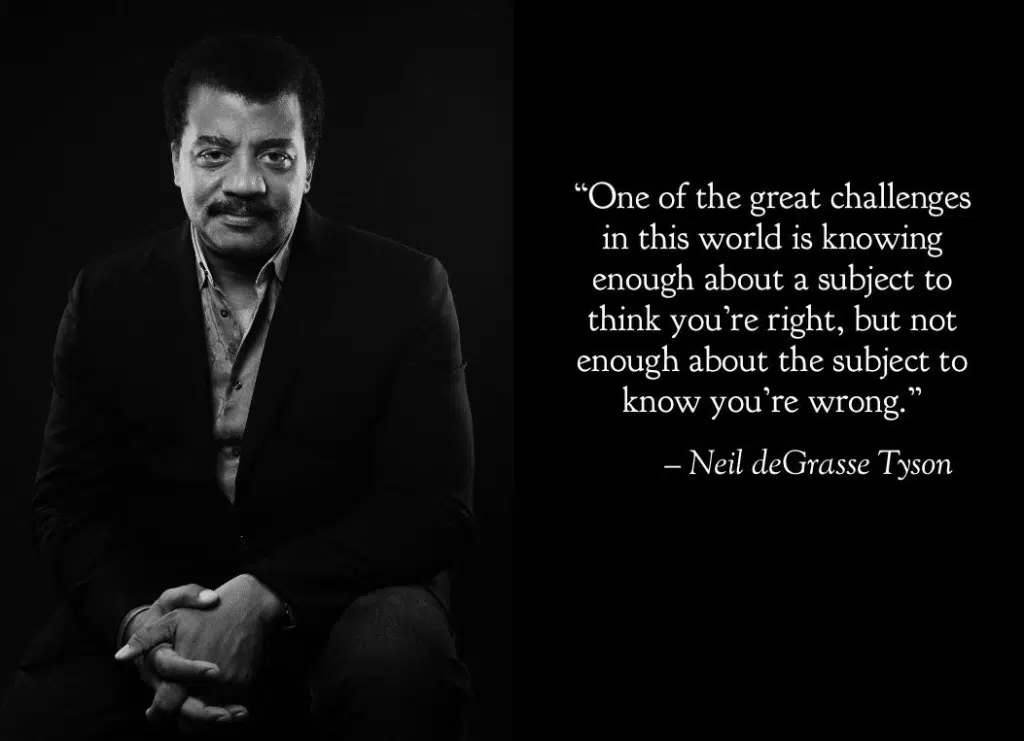 “One of the great challenges
in this world is knowing
enough about a subject to
think you’re right, but not
enough about the subject to
know you’re wrong.”
– Neil deGrasse Tyson